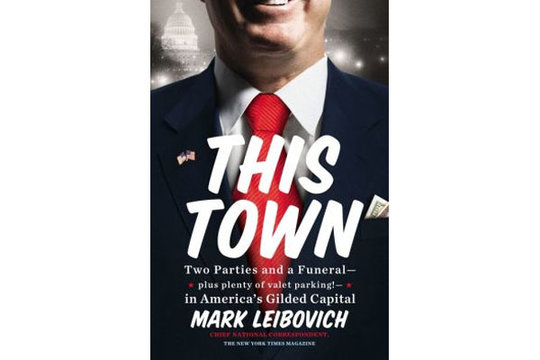 THIS
TOWN
Two Parties and a Funeral—
★ plus plenty of valet parking!— ★
in America's Gilded Capital
MARK LEIBOVICH
CHIEF NATIONAL CORRESPONDENT,
THE NEW YORK TIMES MAGAZINE